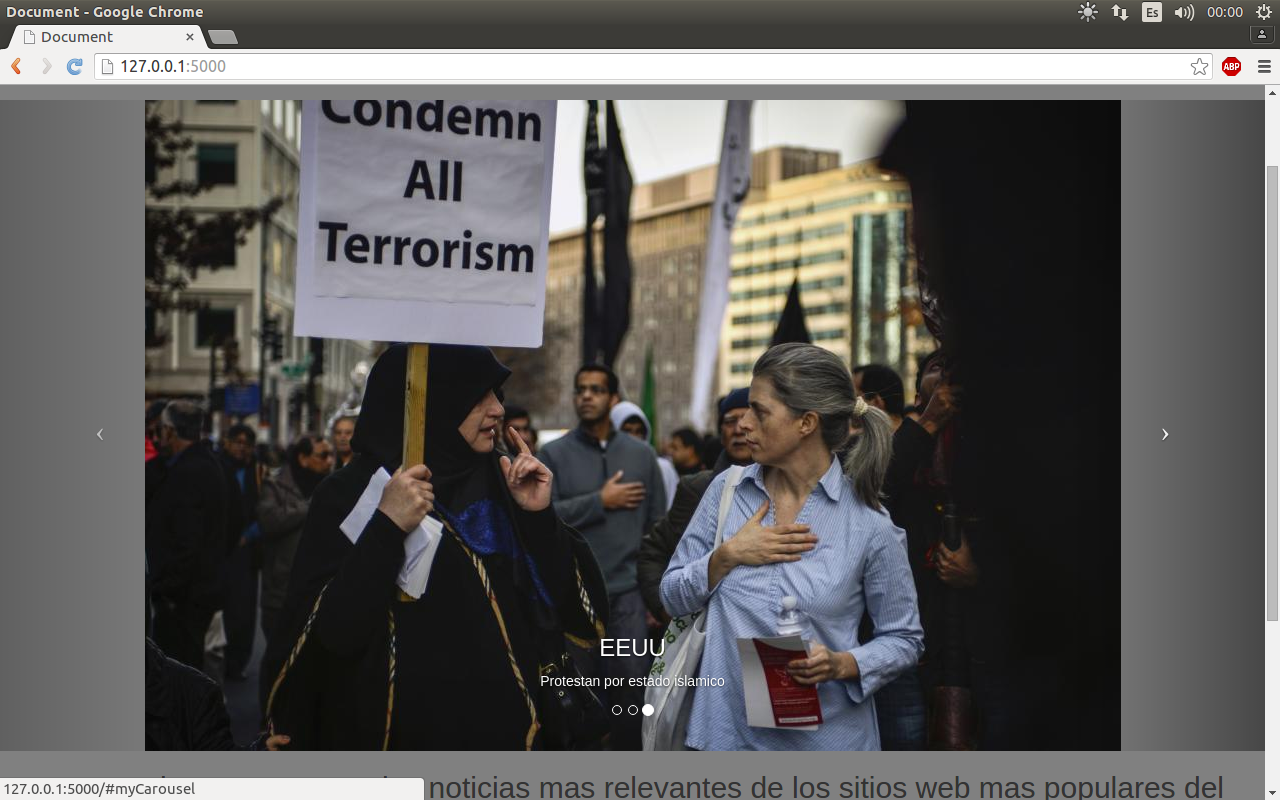 Document - Google Chrome
Es
00:00
Document
127.0.0.1:5000
ABP
Condemn
All
Terrorism
EEUU
Protestan por estado islamico
noticias mas relevantes de los sitios web mas populares del
127.0.0.1:5000/#myCarousel